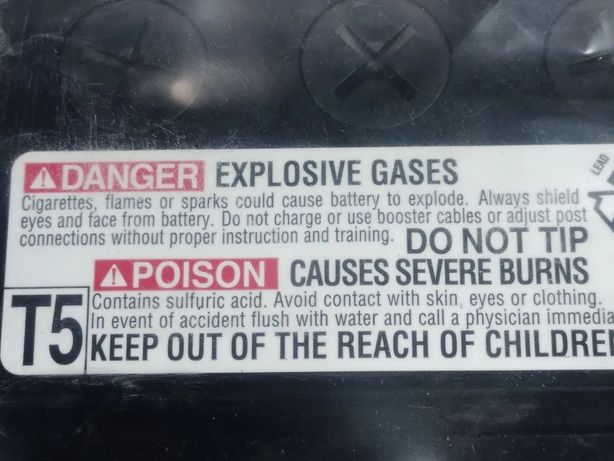 DANGER EXPLOSIVE GASES
Cigarettes, flames or sparks could cause battery to explode. Always shield
eyes and face from battery. Do not charge or use booster cables or adjust post
connections without proper instruction and training. DO NOT TIP
POISON CAUSES SEVERE BURNS
Contains sulfuric acid. Avoid contact with skin, eyes or clothing.
In event of accident flush with water and call a physician immedia
KEEP OUT OF THE REACH OF CHILDREN
T5
LEAD